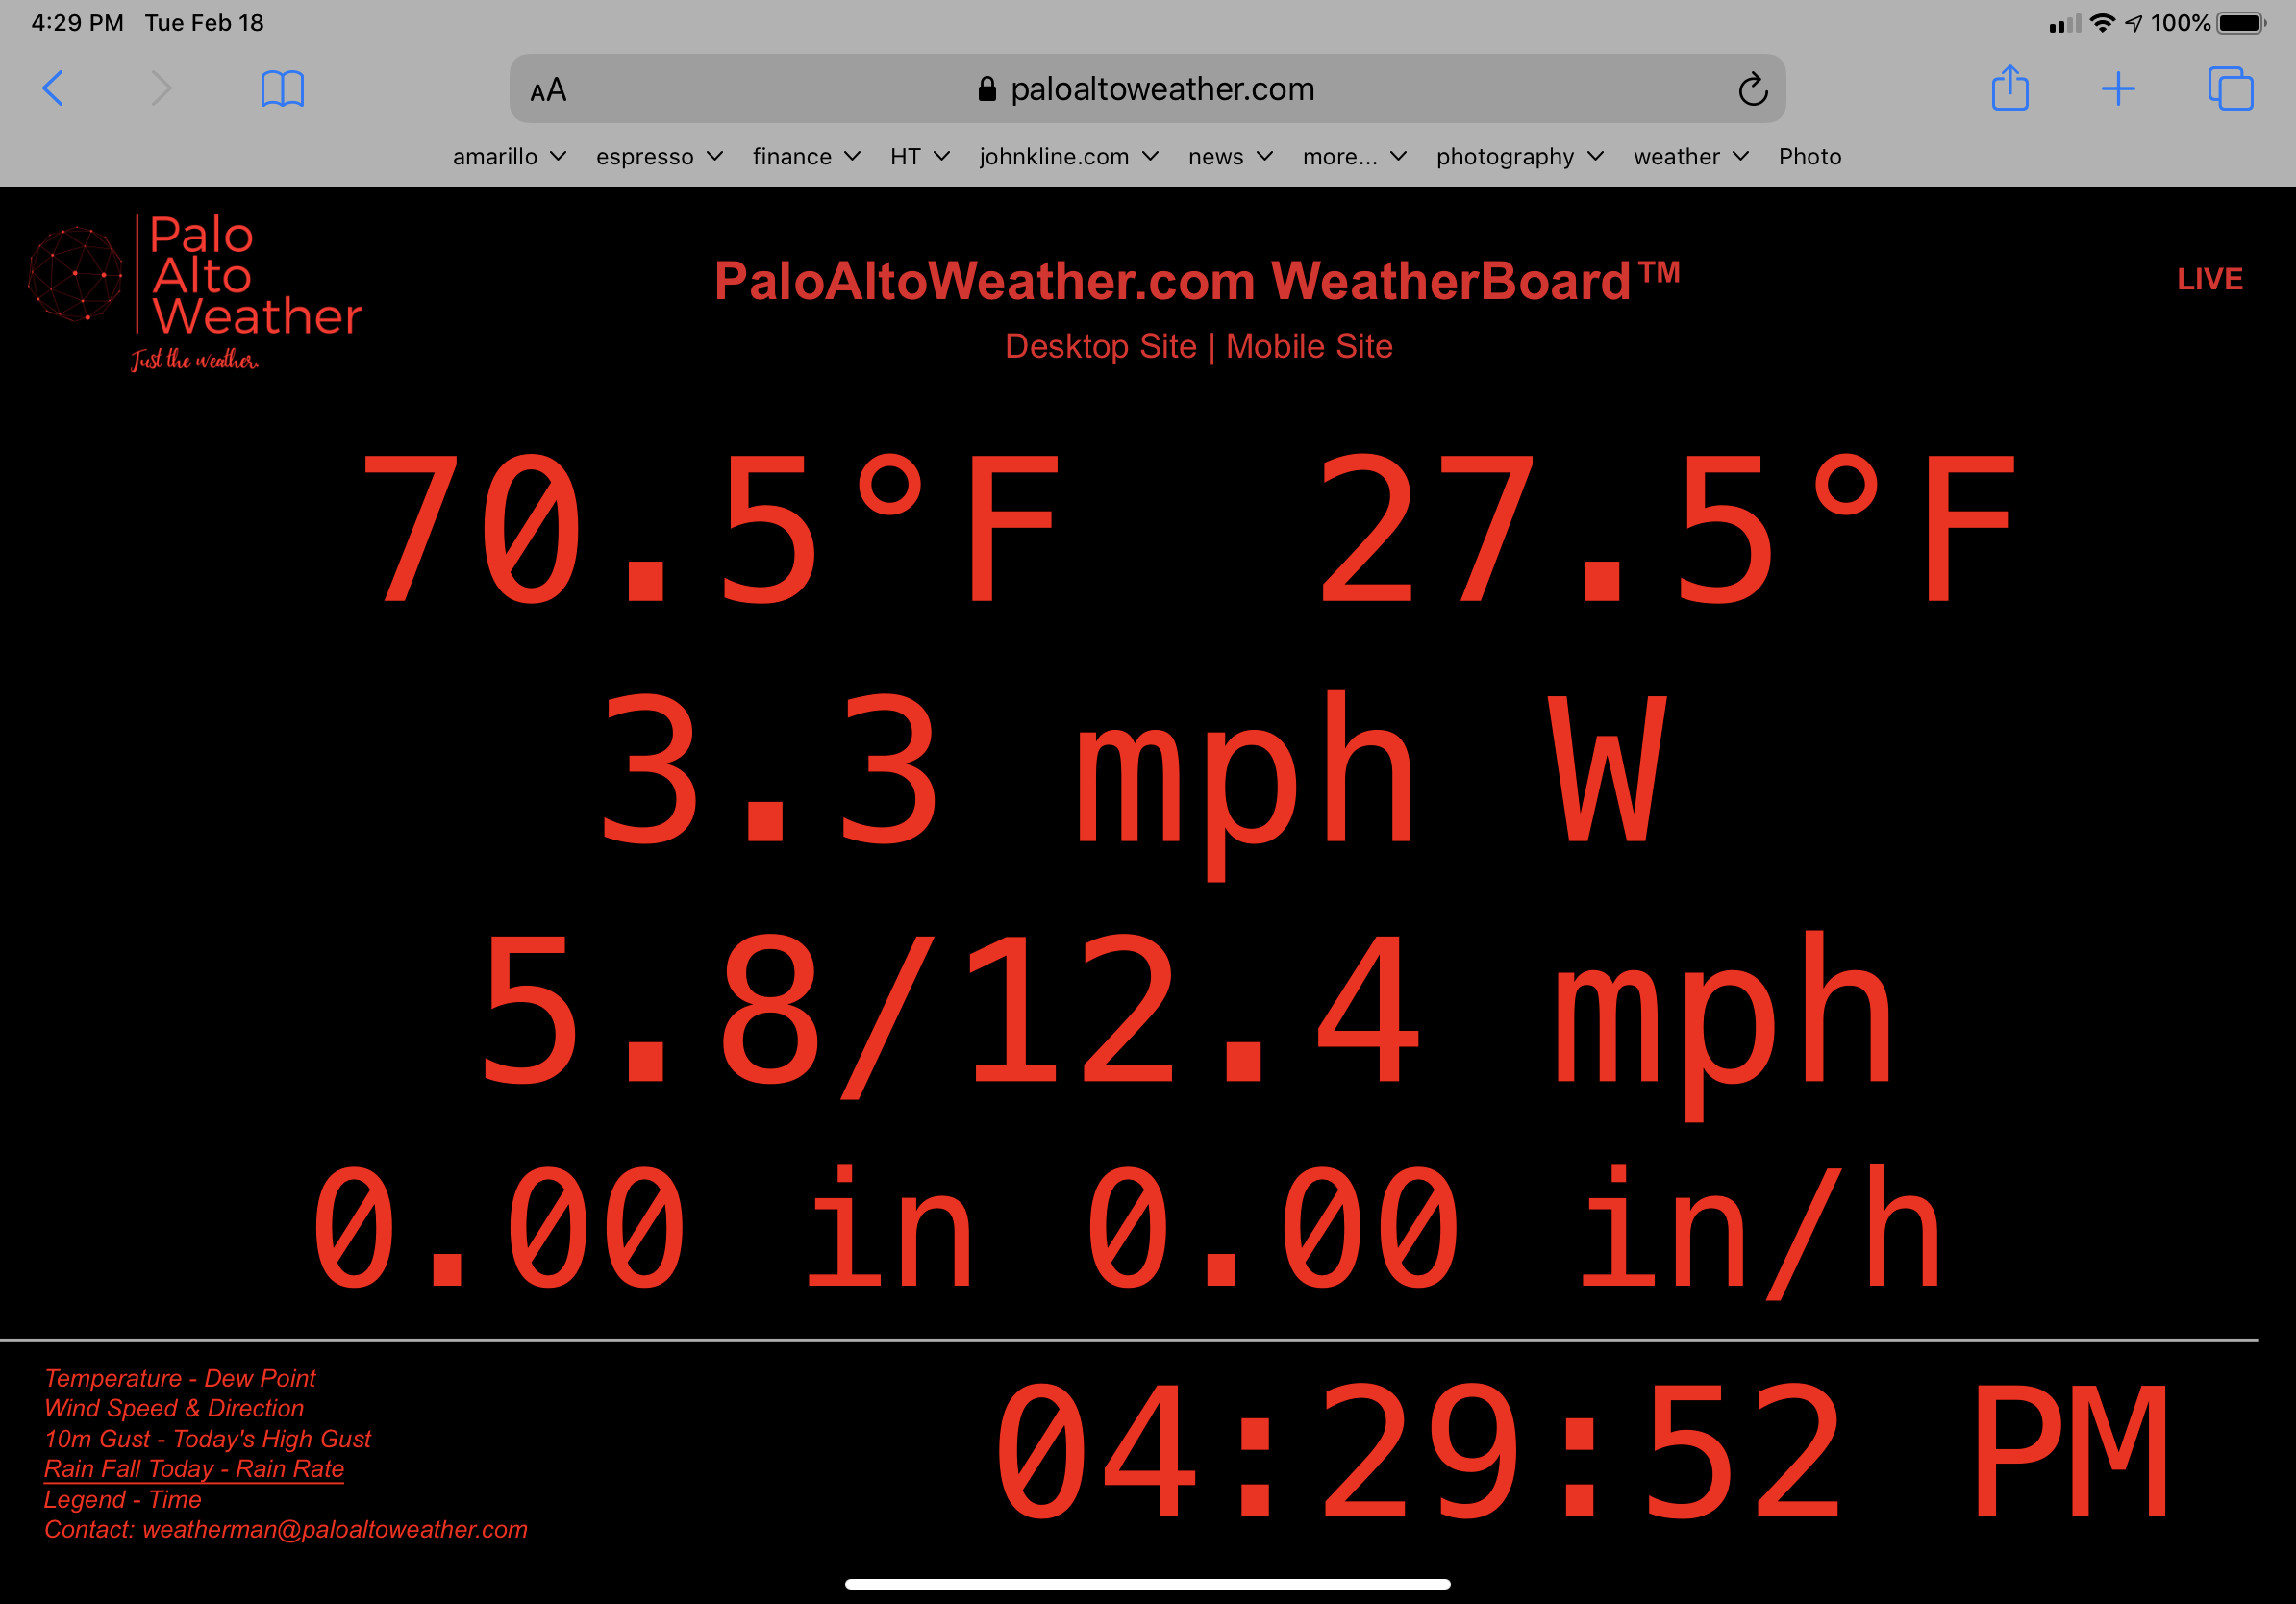 4:29 PM Tue Feb 18 100%
AA paloaltoweather.com
amarillo espresso finance HT johnkline.com news more... photography weather Photo
Palo
Alto
Weather
Just the weather.
PaloAltoWeather.com WeatherBoard™
LIVE
Desktop Site | Mobile Site
70.5°F 27.5°F
3.3 mph W
5.8/12.4 mph
0.00 in 0.00 in/h
Temperature - Dew Point
Wind Speed & Direction
10m Gust - Today's High Gust
Rain Fall Today - Rain Rate
Legend - Time
Contact: weatherman@paloaltoweather.com
04:29:52 PM